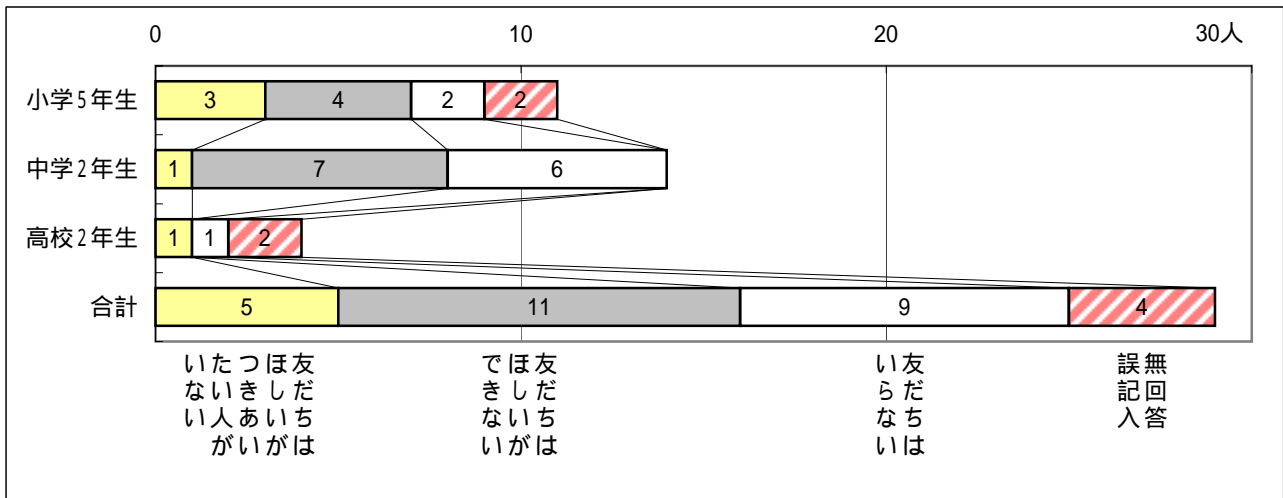 0 10 20 30人
小学5年生 3 4 2 2
中学2年生 1 7 6
高校2年生 1 1 2
合計 5 11 9 4
友だちは
ほしいが
つきあい
たい人が
いない
友だちは
ほしいが
できない
友だちは
いらない
無回答
誤記入